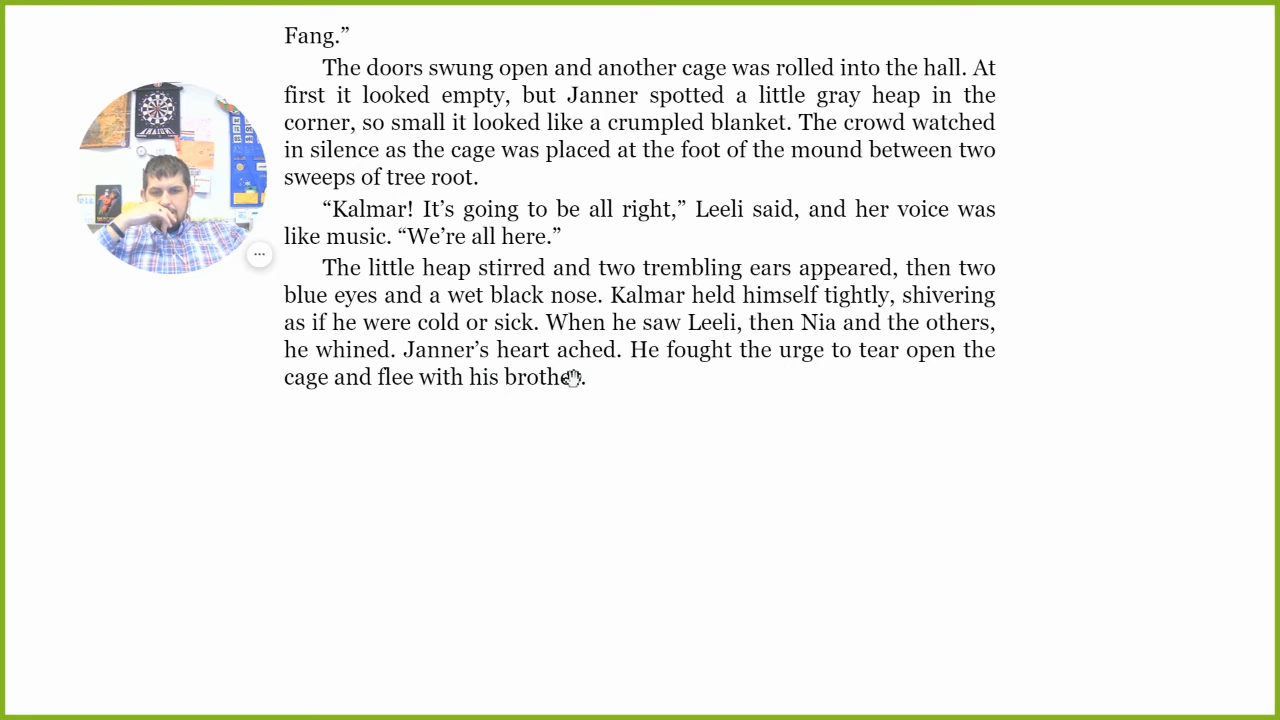 Fang.”
The doors swung open and another cage was rolled into the hall. At
first it looked empty, but Janner spotted a little gray heap in the
corner, so small it looked like a crumpled blanket. The crowd watched
in silence as the cage was placed at the foot of the mound between two
sweeps of tree root.
“Kalmar! It’s going to be all right,” Leeli said, and her voice was
like music. “We’re all here.”
The little heap stirred and two trembling ears appeared, then two
blue eyes and a wet black nose. Kalmar held himself tightly, shivering
as if he were cold or sick. When he saw Leeli, then Nia and the others,
he whined. Janner’s heart ached. He fought the urge to tear open the
cage and flee with his brother.